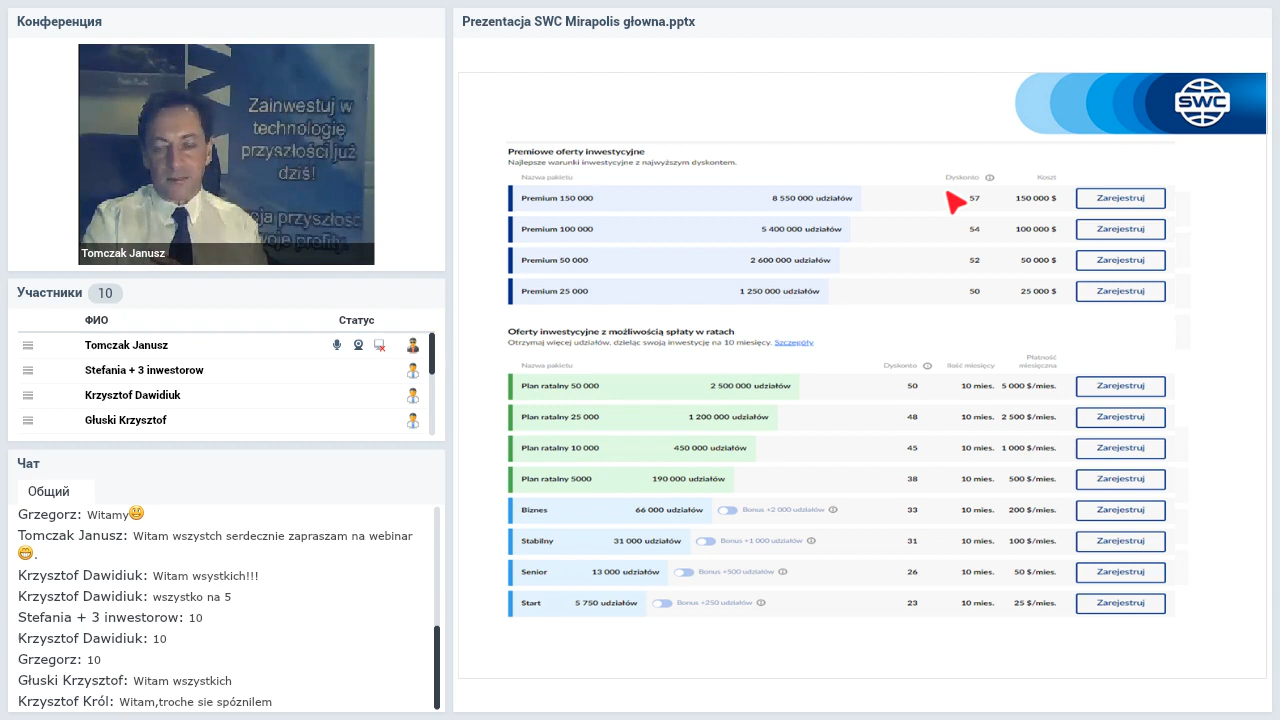 Конференция
Zainwestuj w
technologię
przyszłości już
dziś!
Tomczak Janusz
Участники 10
ФИО Статус
Tomczak Janusz
Stefania + 3 inwestorow
Krzysztof Dawidiuk
Głuski Krzysztof
Чат
Общий
Grzegorz: Witamy
Tomczak Janusz: Witam wszystch serdecznie zapraszam na webinar
.
Krzysztof Dawidiuk: Witam wsystkich!!!
Krzysztof Dawidiuk: wszystko na 5
Stefania + 3 inwestorow: 10
Krzysztof Dawidiuk: 10
Grzegorz: 10
Głuski Krzysztof: Witam wszystkich
Krzysztof Król: Witam,troche sie spóznilem
Prezentacja SWC Mirapolis głowna.pptx
SWC
Premiowe oferty inwestycyjne
Najlepsze warunki inwestycyjne z najwyższym dyskontem.
Nazwa pakietu Dyskonto Koszt
Premium 150 000 8 550 000 udziałów 57 150 000 $ Zarejestruj
Premium 100 000 5 400 000 udziałów 54 100 000 $ Zarejestruj
Premium 50 000 2 600 000 udziałów 52 50 000 $ Zarejestruj
Premium 25 000 1 250 000 udziałów 50 25 000 $ Zarejestruj
Oferty inwestycyjne z możliwością spłaty w ratach
Otrzymaj więcej udziałów, dzieląc swoją inwestycję na 10 miesięcy. Szczegóły
Nazwa pakietu Dyskonto Ilość miesięcy Płatność
miesięczna
Plan ratalny 50 000 2 500 000 udziałów 50 10 mies. 5 000 $/mies. Zarejestruj
Plan ratalny 25 000 1 200 000 udziałów 48 10 mies. 2 500 $/mies. Zarejestruj
Plan ratalny 10 000 450 000 udziałów 45 10 mies. 1 000 $/mies. Zarejestruj
Plan ratalny 5000 190 000 udziałów 38 10 mies. 500 $/mies. Zarejestruj
Biznes 66 000 udziałów Bonus +2 000 udziałów 33 10 mies. 200 $/mies. Zarejestruj
Stabilny 31 000 udziałów Bonus +1 000 udziałów 31 10 mies. 100 $/mies. Zarejestruj
Senior 13 000 udziałów Bonus +500 udziałów 26 10 mies. 50 $/mies. Zarejestruj
Start 5 750 udziałów Bonus +250 udziałów 23 10 mies. 25 $/mies. Zarejestruj